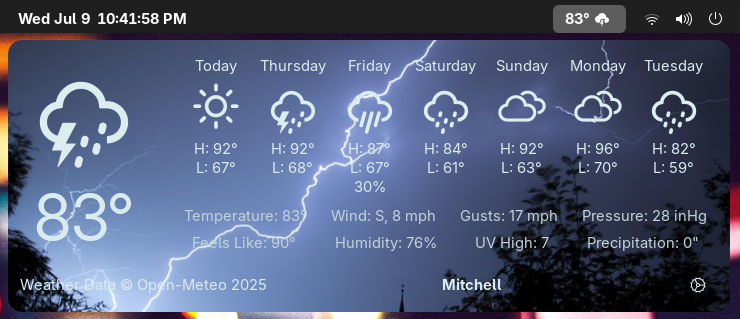 Wed Jul 9 10:41:58 PM
83°
Today Thursday Friday Saturday Sunday Monday Tuesday
H: 92° H: 92° H: 87° H: 84° H: 92° H: 96° H: 82°
L: 67° L: 68° L: 67° L: 61° L: 63° L: 70° L: 59°
30%
83°
Temperature: 83° Wind: S, 8 mph Gusts: 17 mph Pressure: 28 inHg
Feels Like: 90° Humidity: 76% UV High: 7 Precipitation: 0"
Weather Data © Open-Meteo 2025 Mitchell